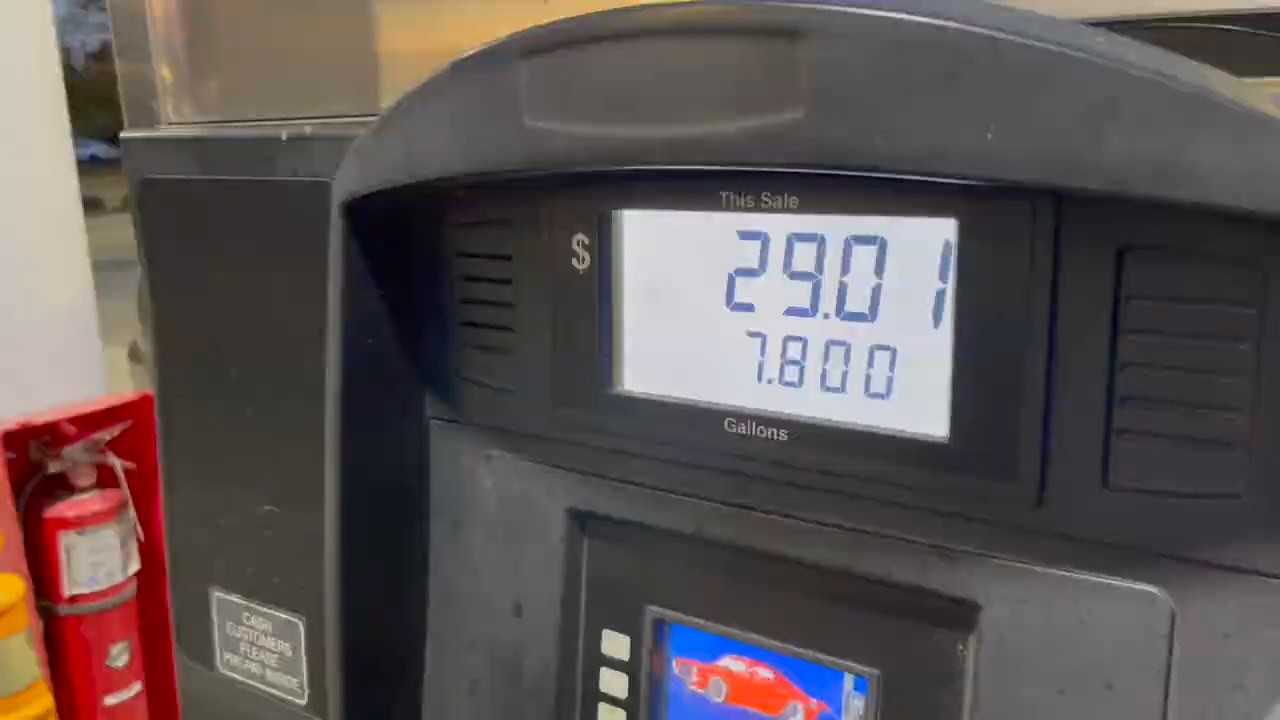 This Sale
$ 29.01
7.800
Gallons
CASH
CUSTOMERS
PLEASE
PRE-PAY INSIDE